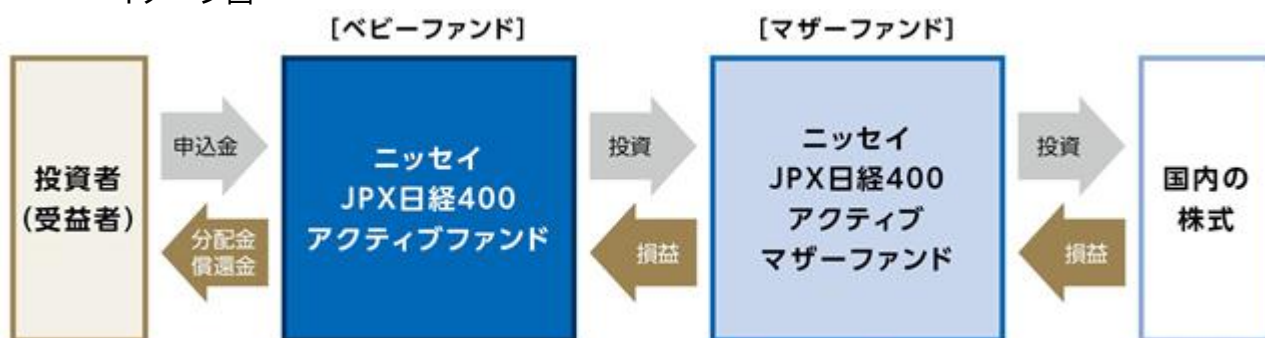 [ベビーファンド]
[マザーファンド]
投資者
(受益者)
申込金
分配金
償還金
ニッセイ
JPX日経400
アクティブファンド
投資
損益
ニッセイ
JPX日経400
アクティブ
マザーファンド
投資
損益
国内の
株式